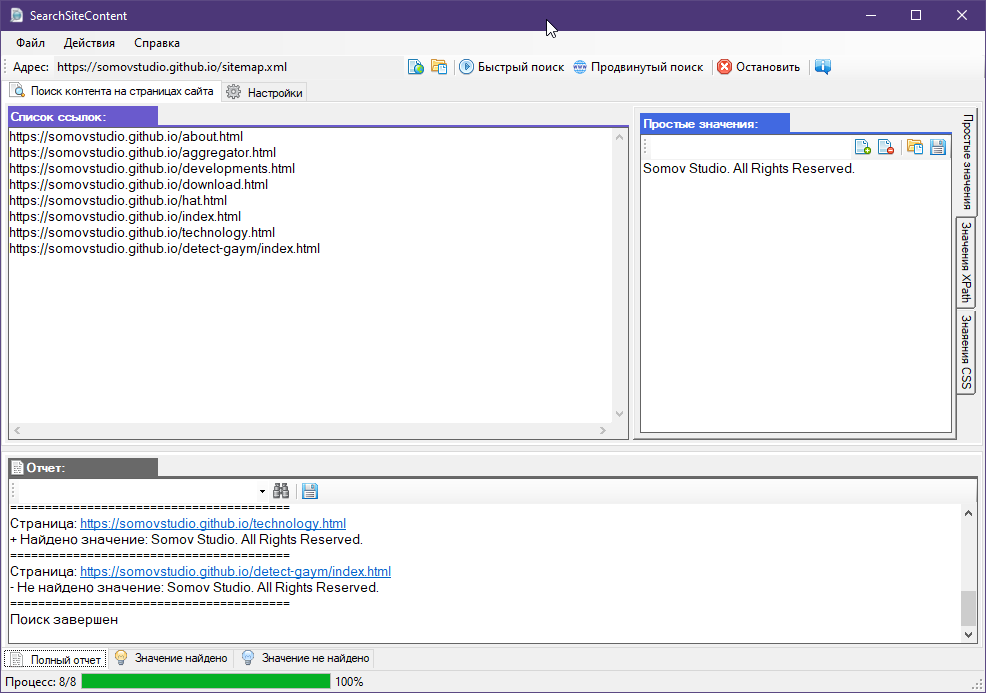 SearchSiteContent
Файл Действия Справка
Адрес: https://somovstudio.github.io/sitemap.xml Быстрый поиск Продвинутый поиск Остановить
Поиск контента на страницах сайта Настройки
Список ссылок:
https://somovstudio.github.io/about.html
https://somovstudio.github.io/aggregator.html
https://somovstudio.github.io/developments.html
https://somovstudio.github.io/download.html
https://somovstudio.github.io/hat.html
https://somovstudio.github.io/index.html
https://somovstudio.github.io/technology.html
https://somovstudio.github.io/detect-gaym/index.html
Простые значения:
Somov Studio. All Rights Reserved.
Простые значения
Значения XPath
Знаяения CSS
Отчет:
========================================
Страница: https://somovstudio.github.io/technology.html
+ Найдено значение: Somov Studio. All Rights Reserved.
========================================
Страница: https://somovstudio.github.io/detect-gaym/index.html
- Не найдено значение: Somov Studio. All Rights Reserved.
========================================
Поиск завершен
Полный отчет Значение найдено Значение не найдено
Процесс: 8/8 100%